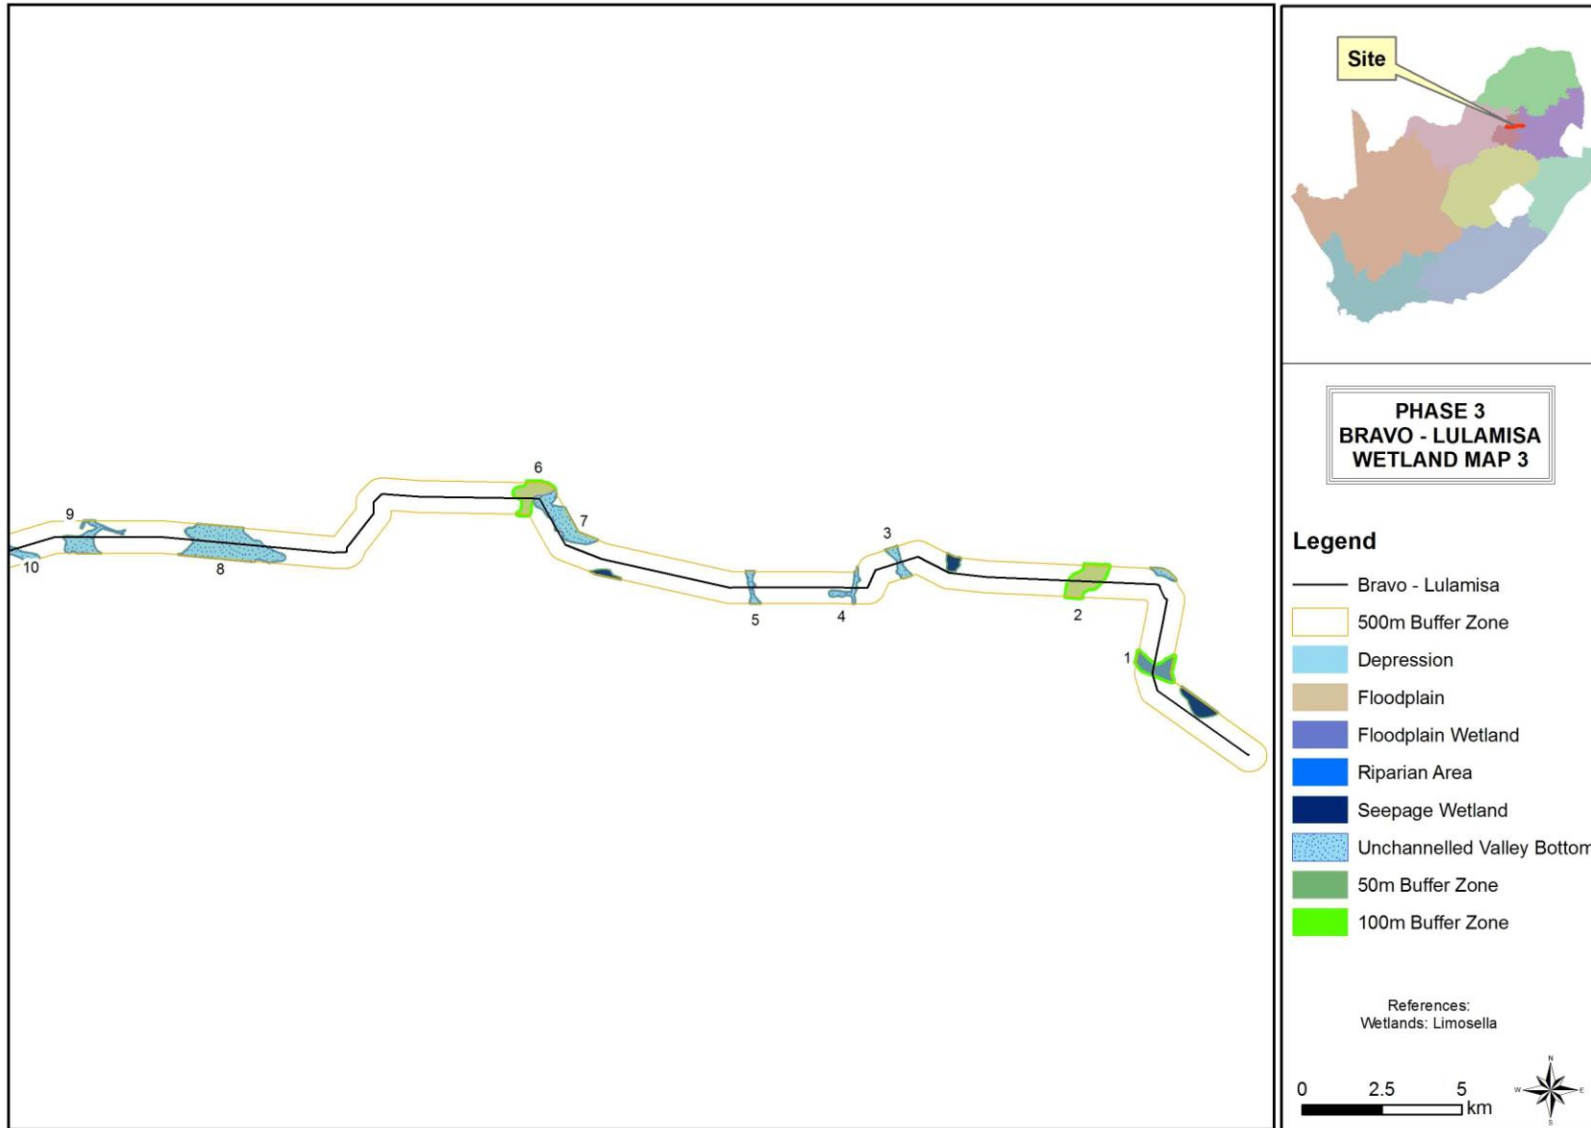 Site
PHASE 3
BRAVO - LULAMISA
WETLAND MAP 3
Legend
Bravo - Lulamisa
500m Buffer Zone
Depression
Floodplain
Floodplain Wetland
Riparian Area
Seepage Wetland
Unchannelled Valley Bottom
50m Buffer Zone
100m Buffer Zone
References:
Wetlands: Limosella
0 2.5 5
km
N
W E
S
6
9
7
3
10
8
5
4
2
1